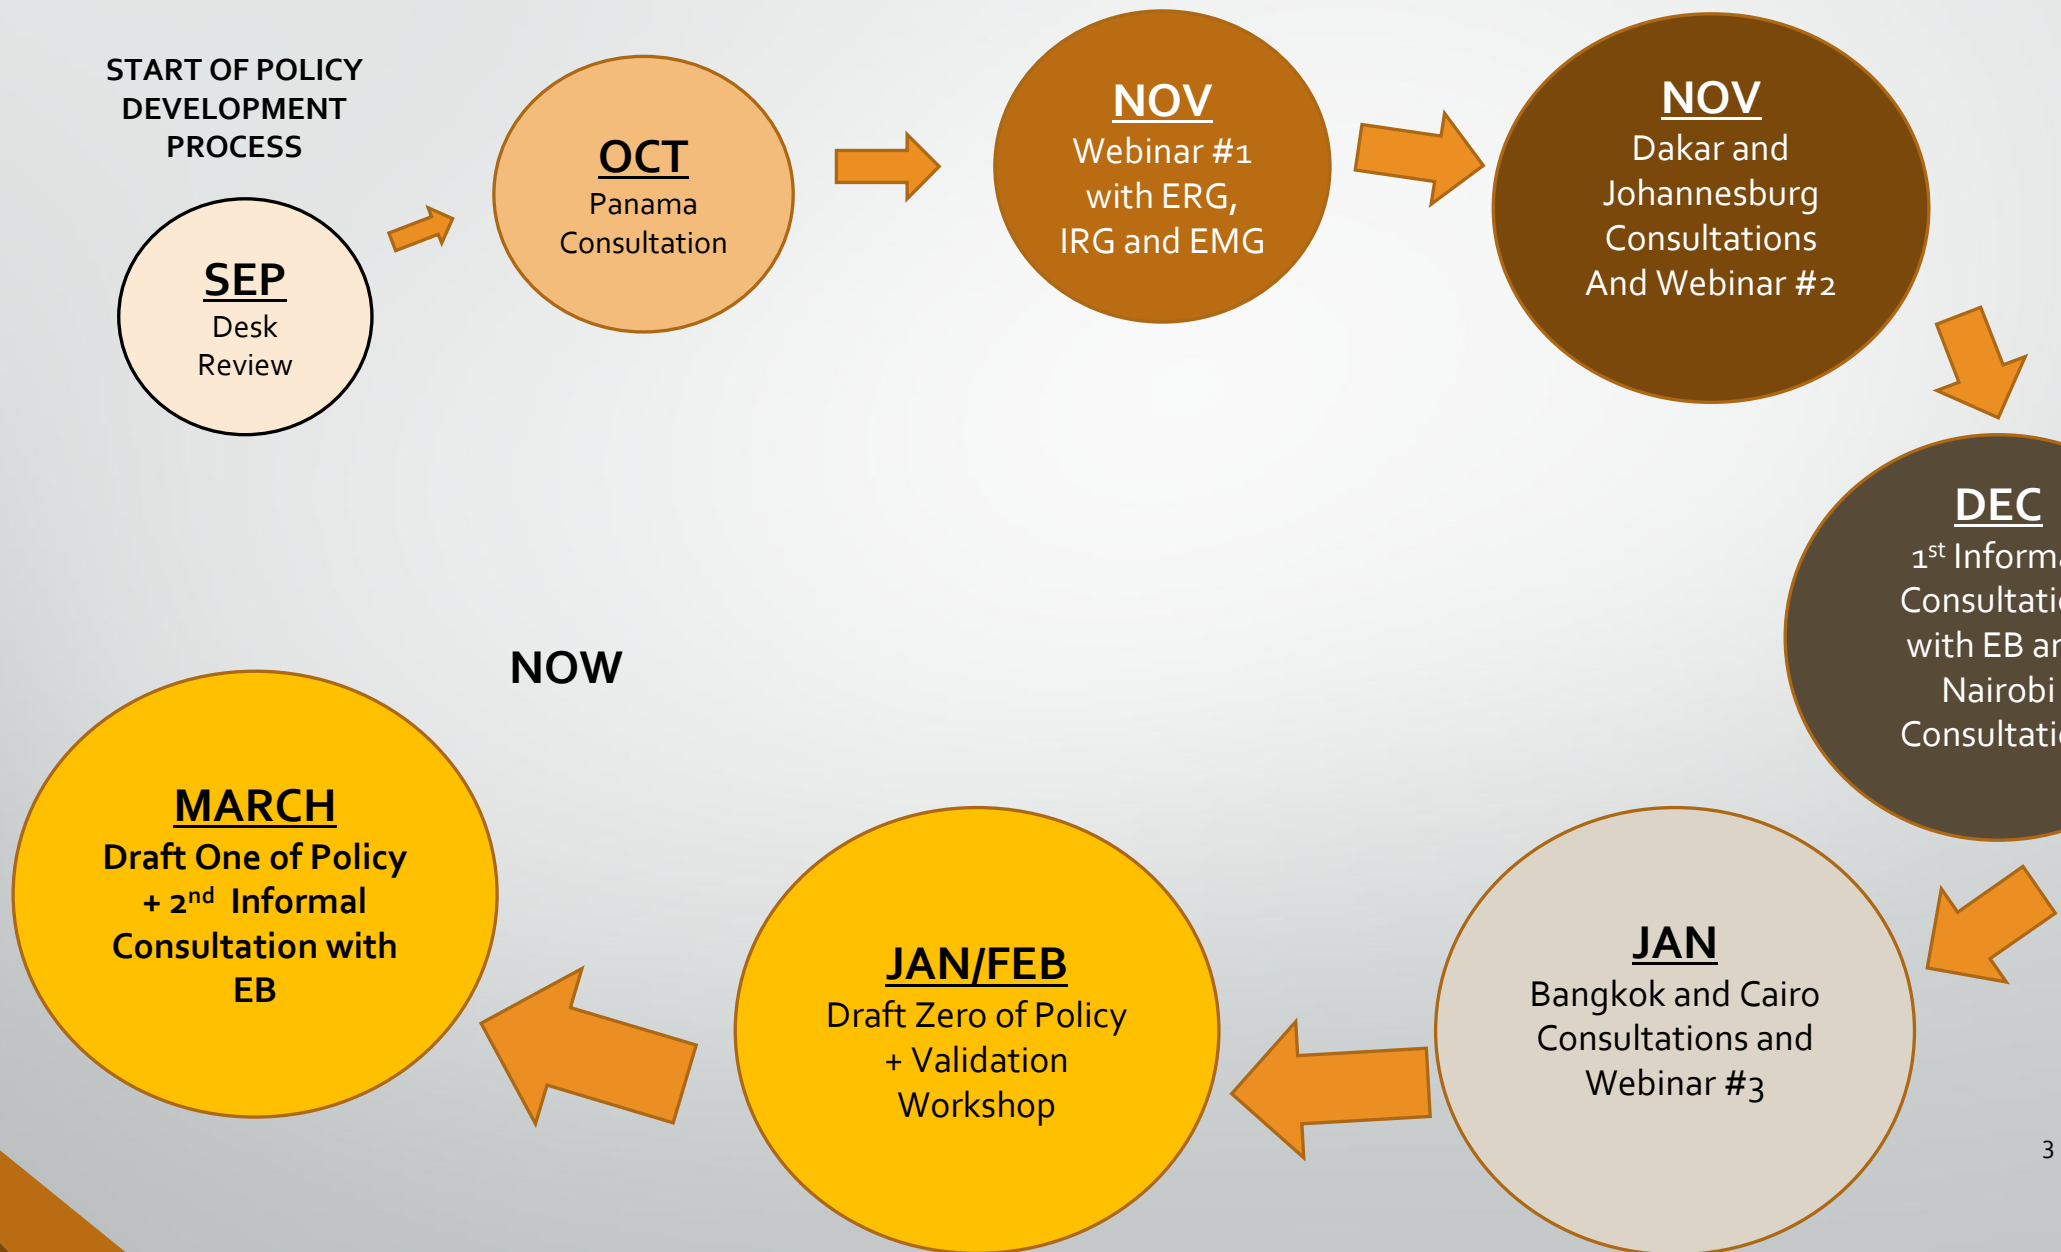 START OF POLICY
DEVELOPMENT
PROCESS
SEP
Desk
Review
OCT
Panama
Consultation
NOV
Webinar #1
with ERG,
IRG and EMG
NOV
Dakar and
Johannesburg
Consultations
And Webinar #2
DEC
1st
with EB
Nairobi
JAN
Bangkok and Cairo
Consultations and
Webinar #3
JAN/FEB
Draft Zero of Policy
+ Validation
Workshop
NOW
MARCH
Draft One of Policy
+ 2nd Informal
Consultation with
EB
3